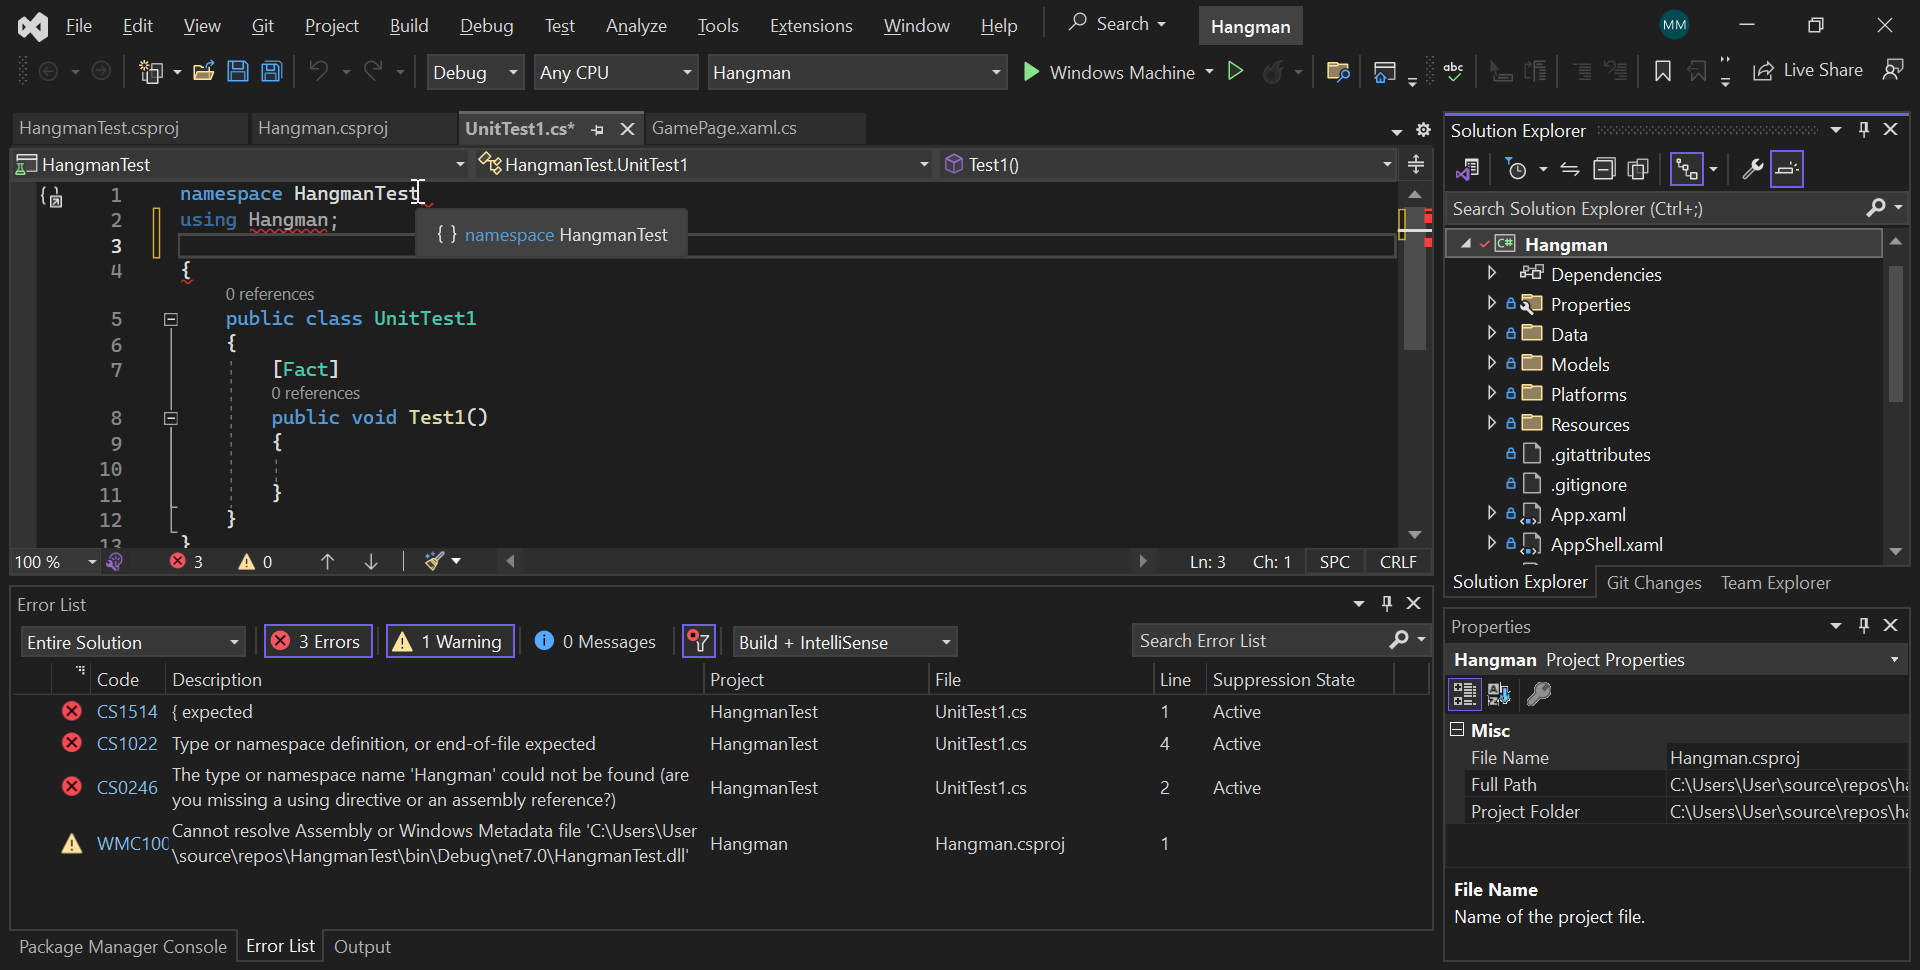 File Edit View Git Project Build Debug Test Analyze Tools Extensions Window Help Search Hangman MM
Debug Any CPU Hangman Windows Machine abc Live Share
HangmanTest.csproj Hangman.csproj UnitTest1.cs* GamePage.xaml.cs
HangmanTest HangmanTest.UnitTest1 Test1()
1 namespace HangmanTest
2 using Hangman;
3
{ } namespace HangmanTest
4 {
0 references
5 public class UnitTest1
6 {
7 [Fact]
0 references
8 public void Test1()
9 {
10
11 }
12 }
13 }
100 % 3 0 Ln: 3 Ch: 1 SPC CRLF
Error List
Entire Solution 3 Errors 1 Warning 0 Messages Build + IntelliSense Search Error List
Code Description Project File Line Suppression State
CS1514 { expected HangmanTest UnitTest1.cs 1 Active
CS1022 Type or namespace definition, or end-of-file expected HangmanTest UnitTest1.cs 4 Active
CS0246 The type or namespace name 'Hangman' could not be found (are
you missing a using directive or an assembly reference?) HangmanTest UnitTest1.cs 2 Active
WMC100 Cannot resolve Assembly or Windows Metadata file 'C:\Users\User
\source\repos\HangmanTest\bin\Debug\net7.0\HangmanTest.dll' Hangman Hangman.csproj 1
Package Manager Console Error List Output
Solution Explorer
Search Solution Explorer (Ctrl+;)
C# Hangman
Dependencies
Properties
Data
Models
Platforms
Resources
.gitattributes
.gitignore
App.xaml
AppShell.xaml
Solution Explorer Git Changes Team Explorer
Properties
Hangman Project Properties
Misc
File Name Hangman.csproj
Full Path C:\Users\User\source\repos\ha
Project Folder C:\Users\User\source\repos\ha
File Name
Name of the project file.